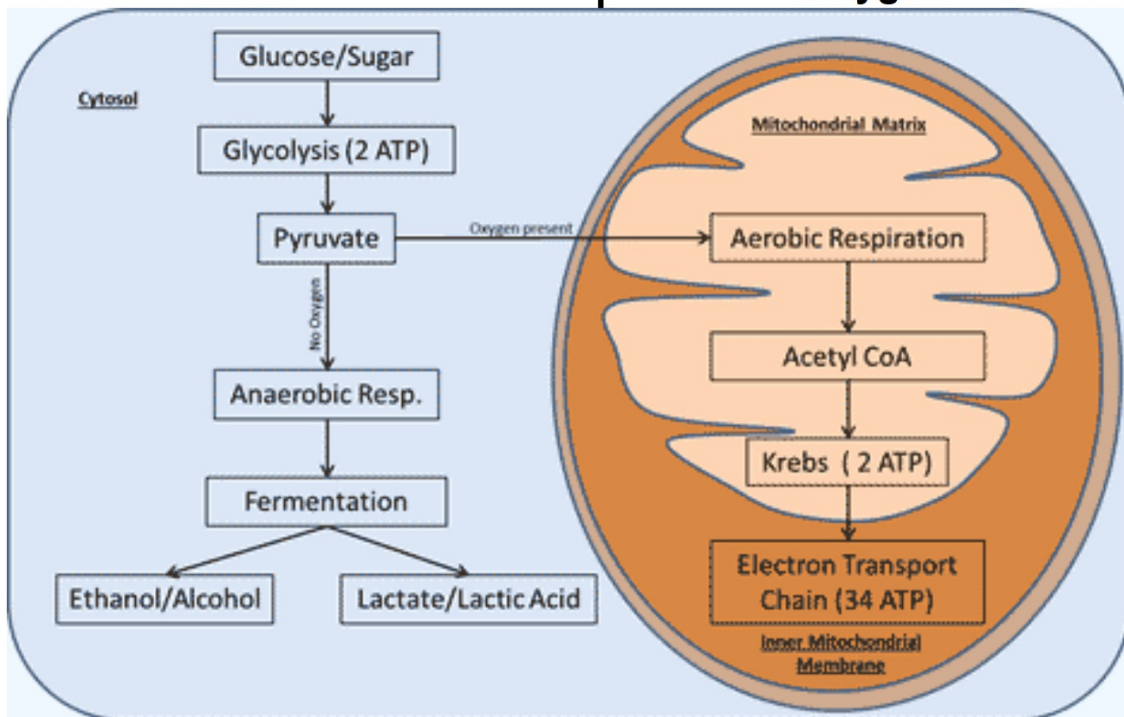 Glucose/Sugar
Cytosol
Glycolysis (2 ATP)
Pyruvate
Oxygen present
No Oxygen
Anaerobic Resp.
Fermentation
Ethanol/Alcohol
Lactate/Lactic Acid
Mitochondrial Matrix
Aerobic Respiration
Acetyl CoA
Krebs ( 2 ATP)
Electron Transport
Chain (34 ATP)
Inner Mitochondrial
Membrane